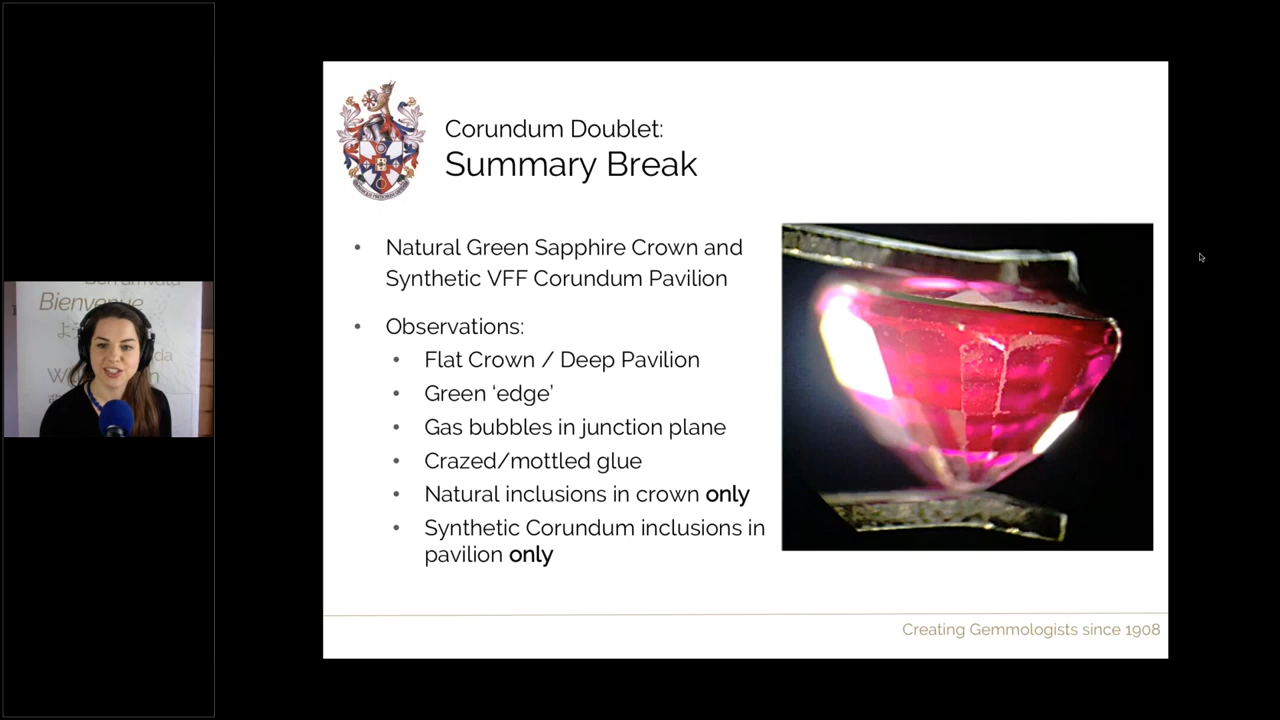 Corundum Doublet:
Summary Break
Natural Green Sapphire Crown and
Synthetic VFF Corundum Pavilion
Observations:
Flat Crown / Deep Pavilion
Green ‘edge’
Gas bubbles in junction plane
Crazed/mottled glue
Natural inclusions in crown only
Synthetic Corundum inclusions in
pavilion only
Creating Gemmologists since 1908
Bienvenue